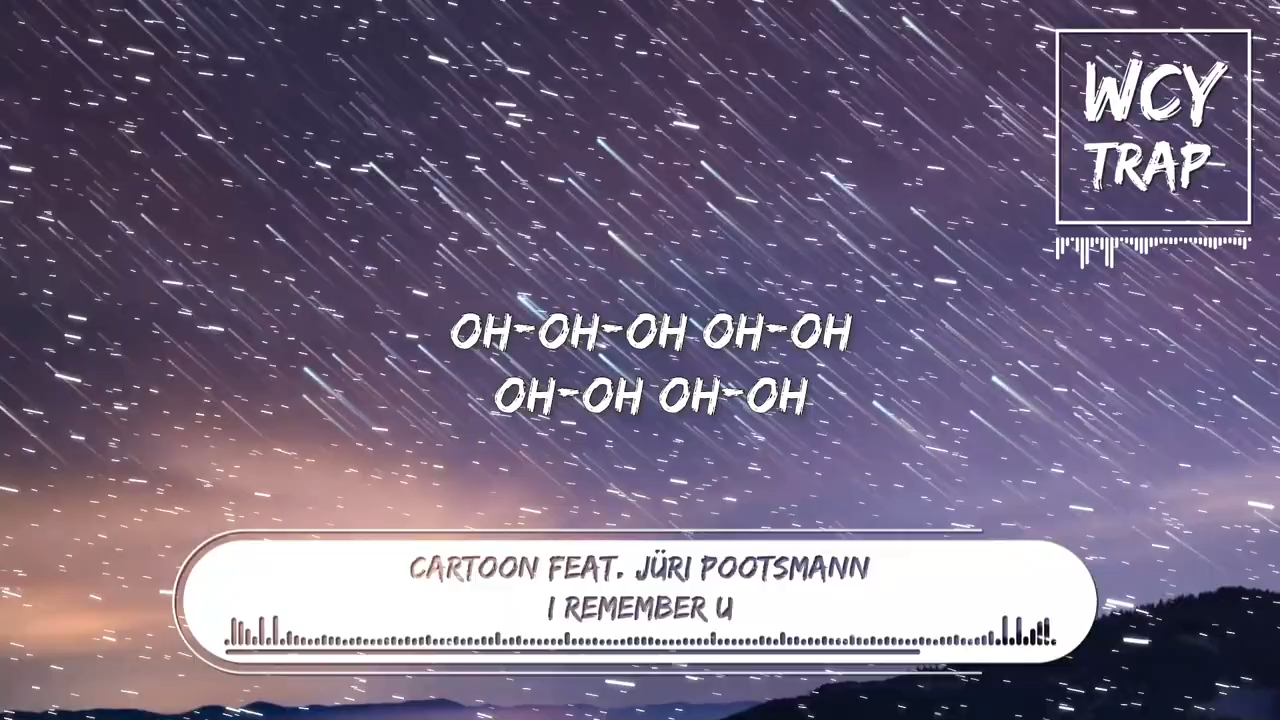 WCY
TRAP
OH-OH-OH OH-OH
OH-OH OH-OH
CARTOON FEAT. JÜRI POOTSMANN
I REMEMBER U